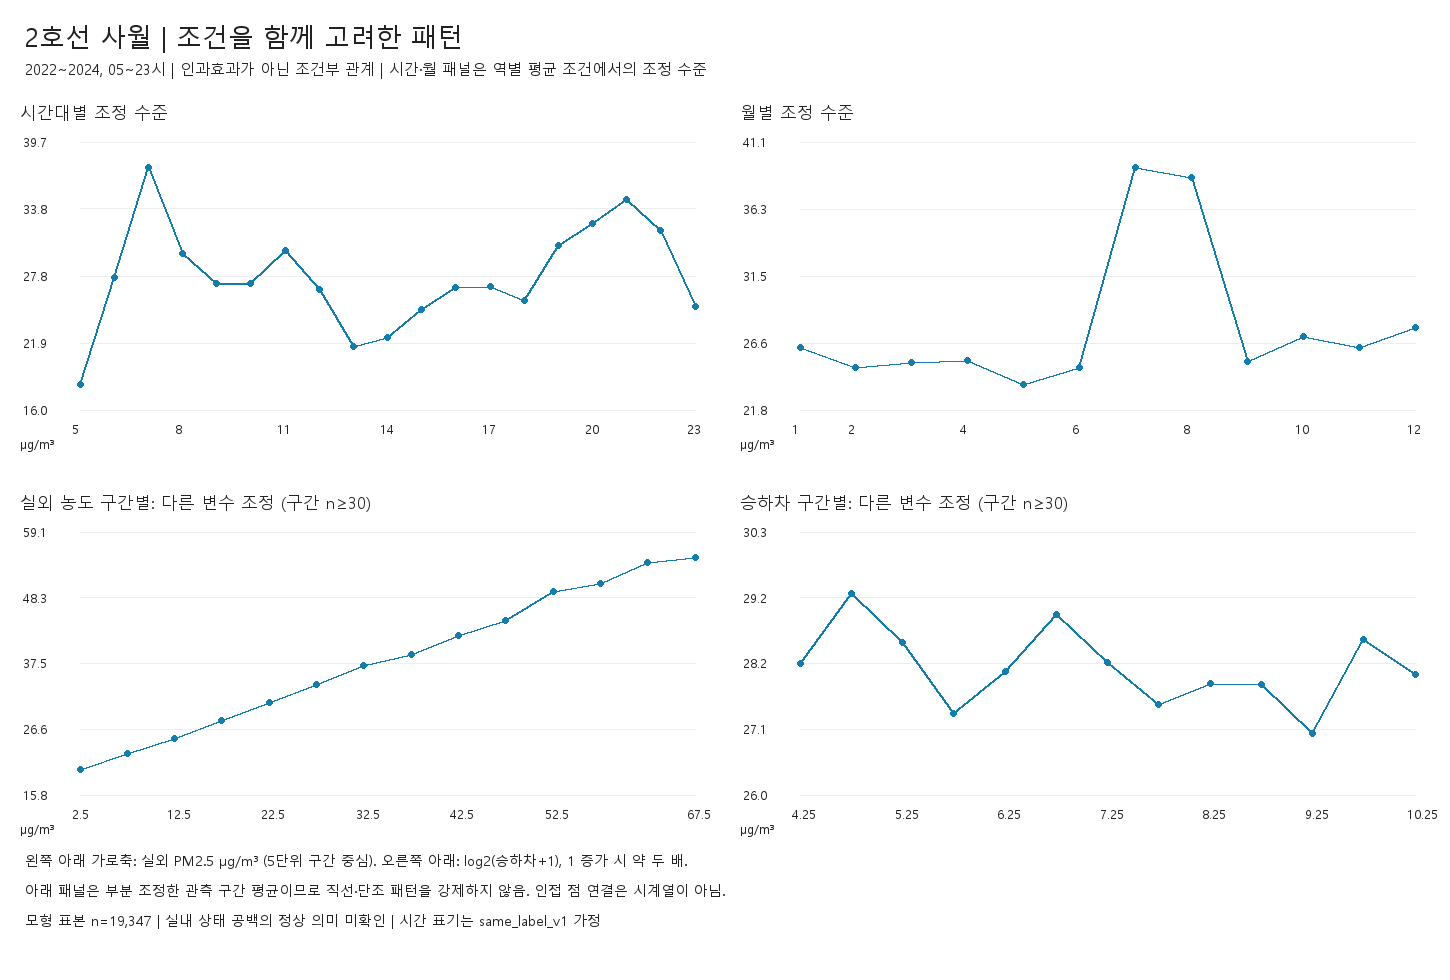 2호선 사월 | 조건을 함께 고려한 패턴
2022~2024, 05~23시 | 인과효과가 아닌 조건부 관계 | 시간·월 패널은 역별 평균 조건에서의 조정 수준
시간대별 조정 수준
39.7
33.8
27.8
21.9
16.0
5 8 11 14 17 20 23
µg/m³
월별 조정 수준
41.1
36.3
31.5
26.6
21.8
1 2 4 6 8 10 12
µg/m³
실외 농도 구간별: 다른 변수 조정 (구간 n≥30)
59.1
48.3
37.5
26.6
15.8
2.5 12.5 22.5 32.5 42.5 52.5 67.5
µg/m³
승하차 구간별: 다른 변수 조정 (구간 n≥30)
30.3
29.2
28.2
27.1
26.0
4.25 5.25 6.25 7.25 8.25 9.25 10.25
µg/m³
왼쪽 아래 가로축: 실외 PM2.5 µg/m³ (5단위 구간 중심). 오른쪽 아래: log2(승하차+1), 1 증가 시 약 두 배.
아래 패널은 부분 조정한 관측 구간 평균이므로 직선·단조 패턴을 강제하지 않음. 인접 점 연결은 시계열이 아님.
모형 표본 n=19,347 | 실내 상태 공백의 정상 의미 미확인 | 시간 표기는 same_label_v1 가정